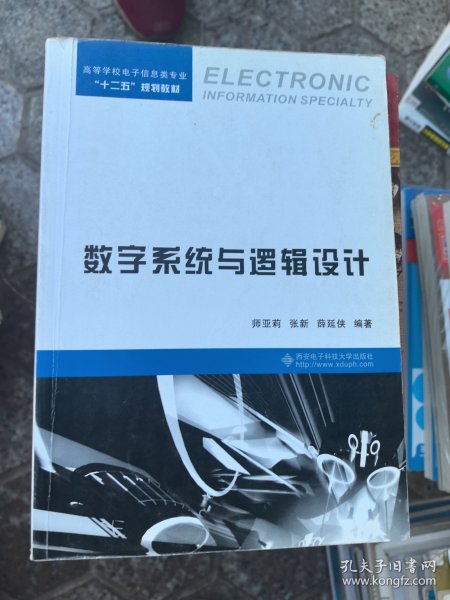 高等学校电子信息类专业
“十二五”规划教材
ELECTRONIC
INFORMATION SPECIALTY
数字系统与逻辑设计
师亚莉 张新 薛延侠 编著
西安电子科技大学出版社
http://www.xduph.com
孔夫子旧书网
www.kongfz.com